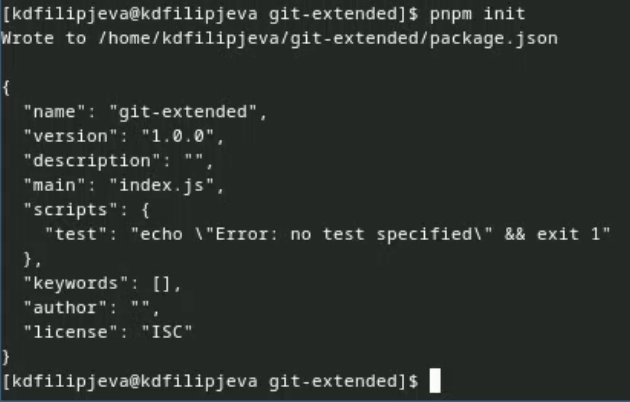 [kdfilipjeva@kdfilipjeva git-extended]$ pnpm init
Wrote to /home/kdfilipjeva/git-extended/package.json

{
  "name": "git-extended",
  "version": "1.0.0",
  "description": "",
  "main": "index.js",
  "scripts": {
    "test": "echo \"Error: no test specified\" && exit 1"
  },
  "keywords": [],
  "author": "",
  "license": "ISC"
}
[kdfilipjeva@kdfilipjeva git-extended]$